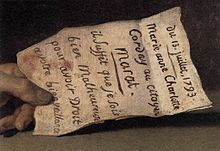 du 13. juillet, 1793.
Marie anne Charlotte
Corday au citoyen
Marat.
il suffit que je sois
bien Malheureuse
pour avoir Droit
a votre bienveillance